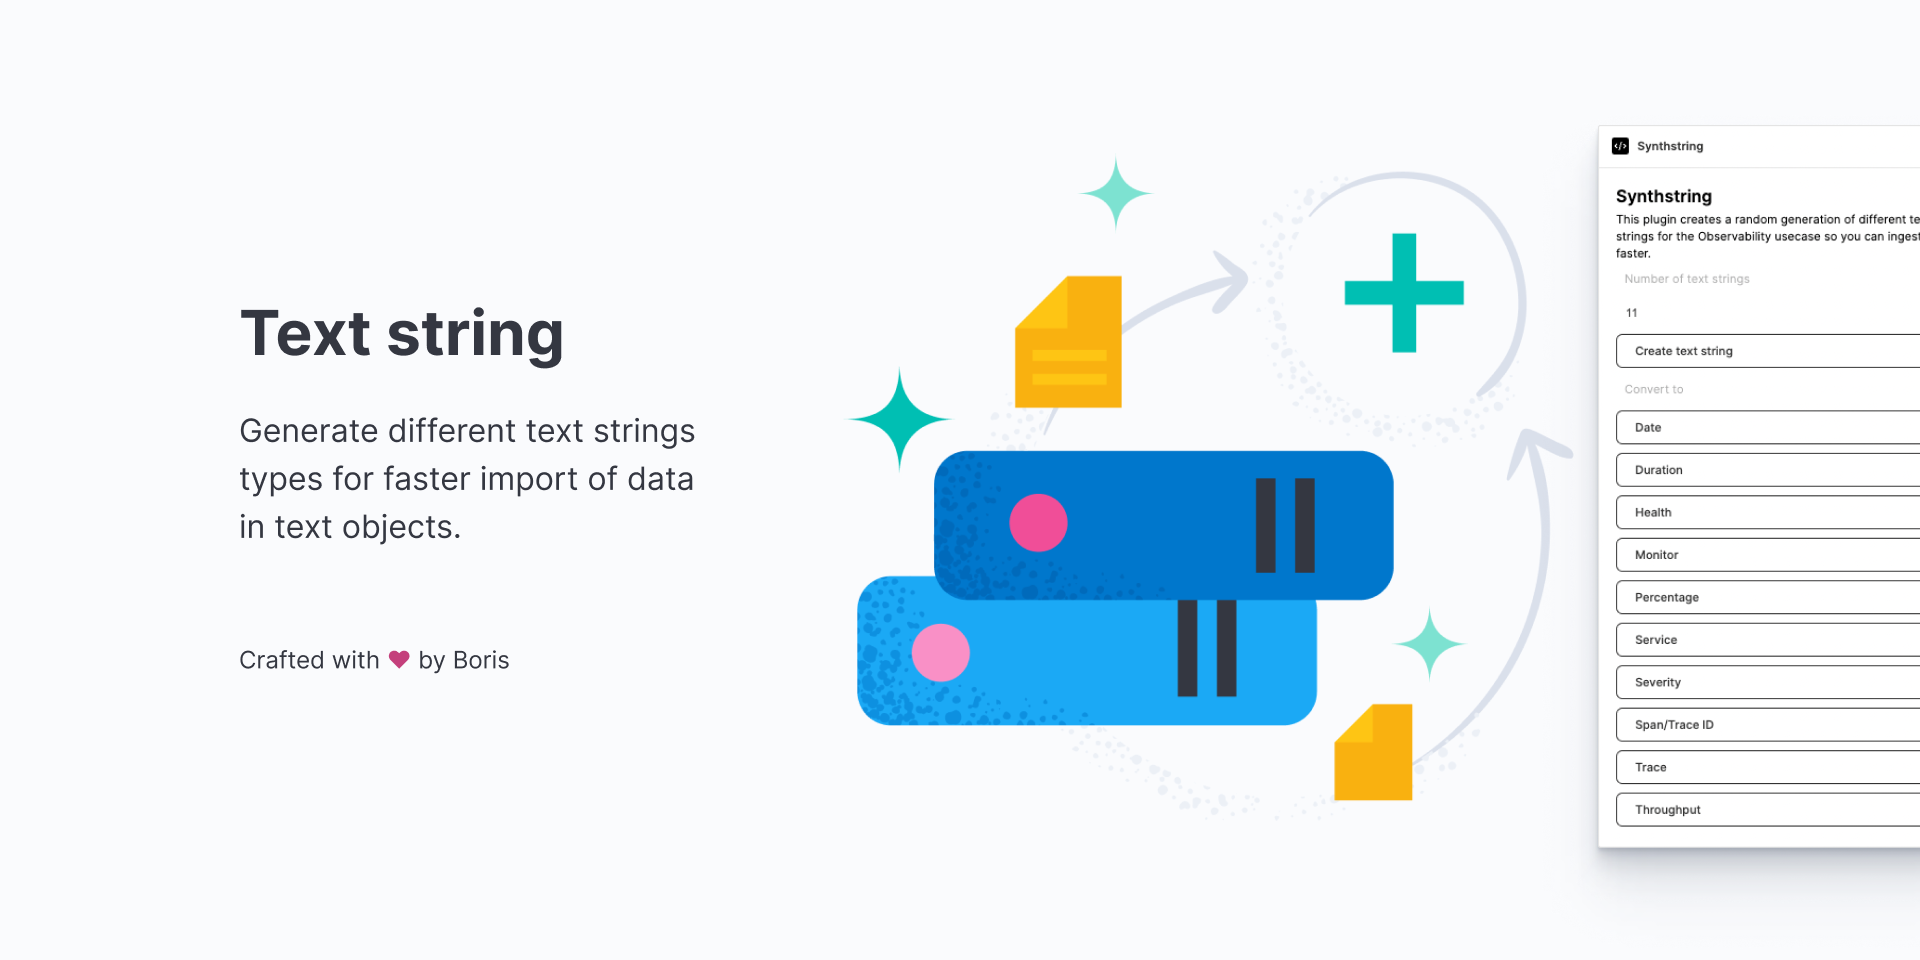 Text string
Generate different text strings
types for faster import of data
in text objects.
Crafted with ❤ by Boris
Synthstring
Synthstring
This plugin creates a random generation of different te
strings for the Observability usecase so you can ingest
faster.
Number of text strings
11
Create text string
Convert to
Date
Duration
Health
Monitor
Percentage
Service
Severity
Span/Trace ID
Trace
Throughput